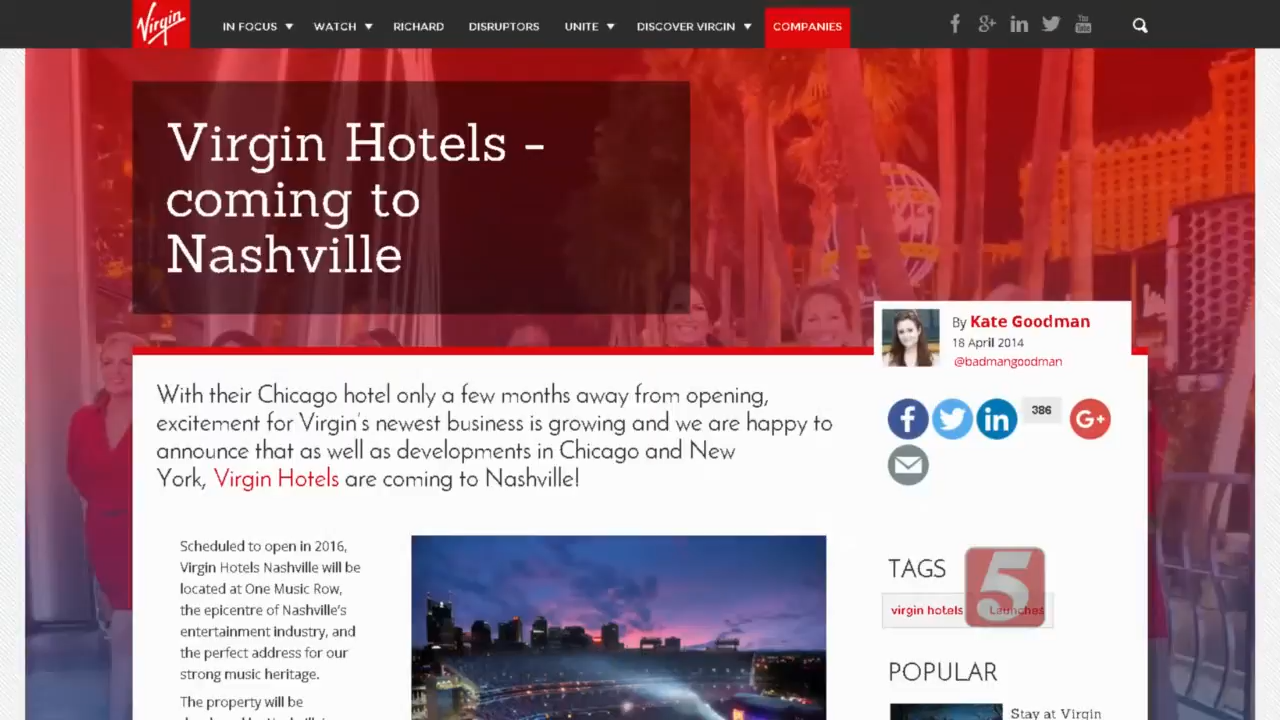 Virgin
IN FOCUS
WATCH
RICHARD
DISRUPTORS
UNITE
DISCOVER VIRGIN
COMPANIES
You
Tube
Virgin Hotels -
coming to
Nashville
By Kate Goodman
18 April 2014
@badmangoodman
With their Chicago hotel only a few months away from opening,
excitement for Virgin's newest business is growing and we are happy to
announce that as well as developments in Chicago and New
York, Virgin Hotels are coming to Nashville!
386
Scheduled to open in 2016,
Virgin Hotels Nashville will be
located at One Music Row,
the epicentre of Nashville's
entertainment industry, and
the perfect address for our
strong music heritage.
The property will be
TAGS
5
virgin hotels
Launches
POPULAR
Stay at Virgin